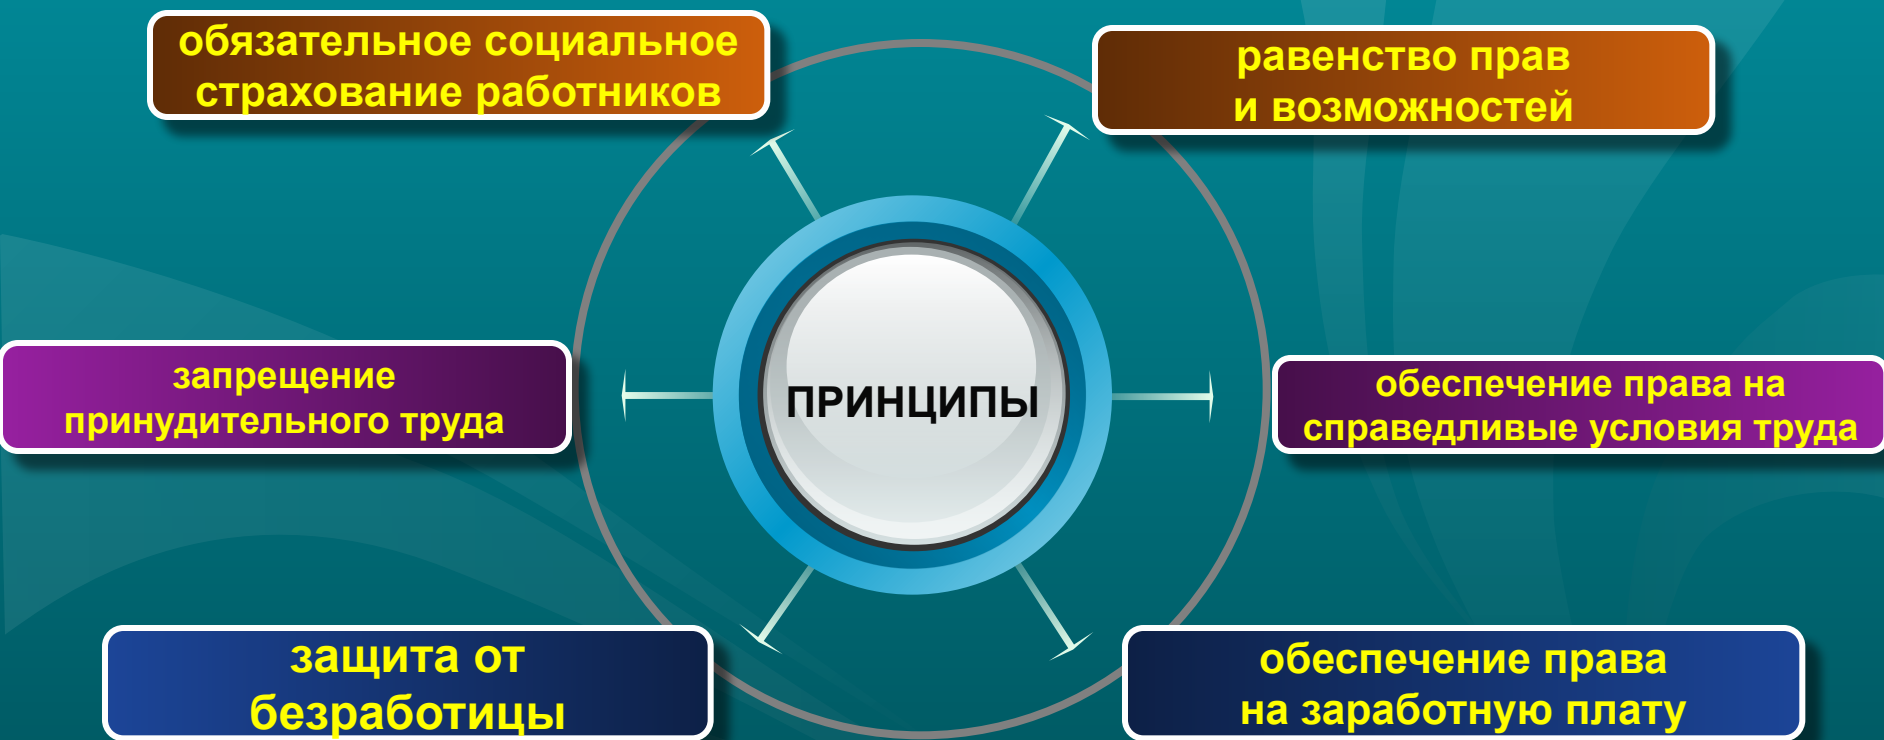 обязательное социальное
страхование работников
равенство прав
и возможностей
запрещение
принудительного труда
ПРИНЦИПЫ
обеспечение права на
справедливые условия труда
защита от
безработицы
обеспечение права
на заработную плату